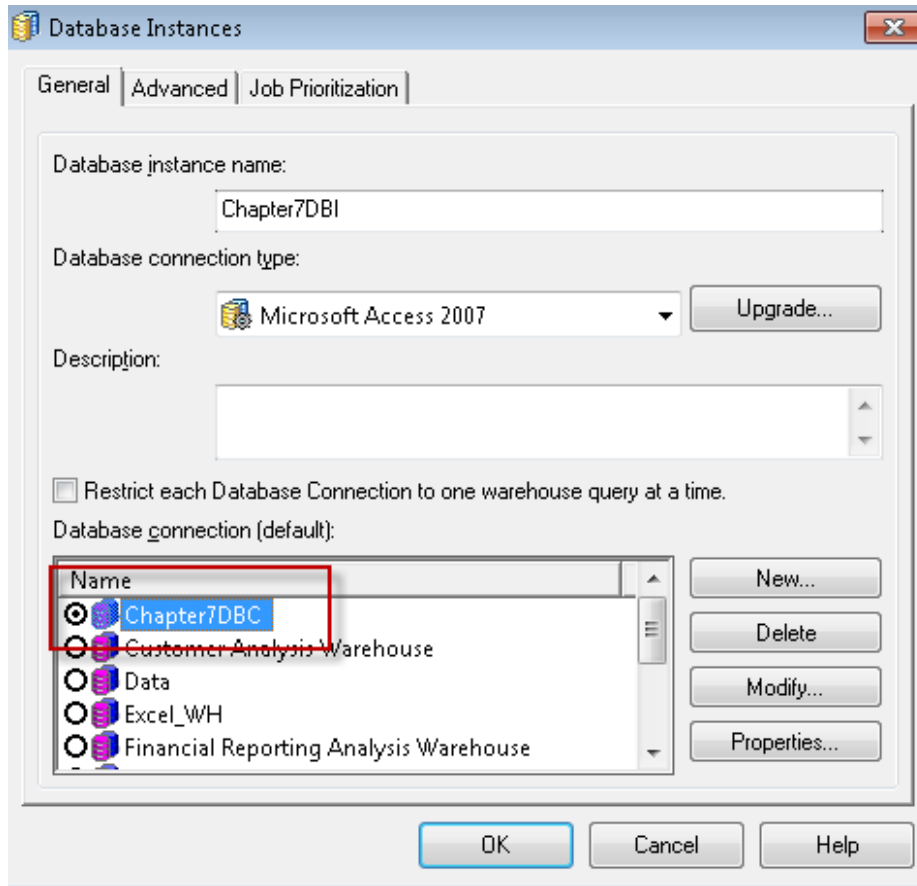 Database Instances
General Advanced Job Prioritization
Database instance name:
Chapter7DBI
Database connection type:
Microsoft Access 2007 Upgrade...
Description:
Restrict each Database Connection to one warehouse query at a time.
Database connection (default):
Name New...
Chapter7DBC
Customer Analysis Warehouse Delete
Data Modify...
Excel_WH
Financial Reporting Analysis Warehouse Properties...
OK Cancel Help